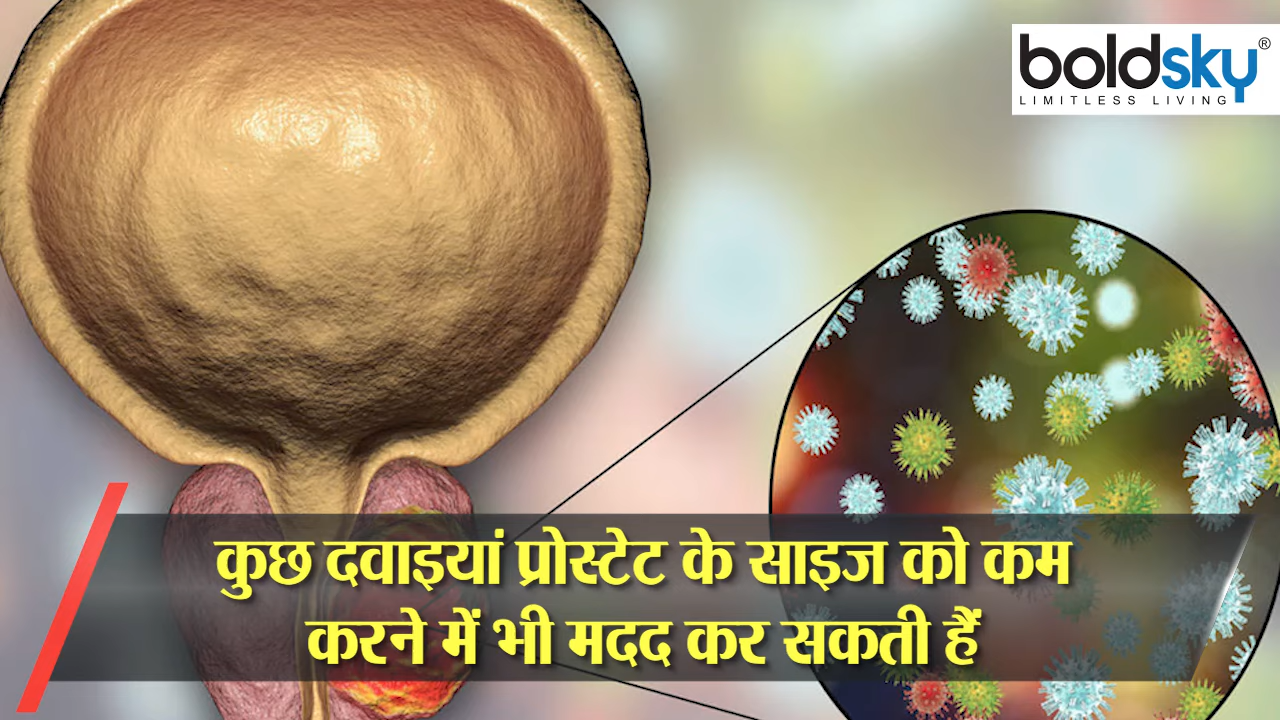 boldsky®
LIMITLESS LIVING
कुछ दवाइयां प्रोस्टेट के साइज को कम
करने में भी मदद कर सकती हैं